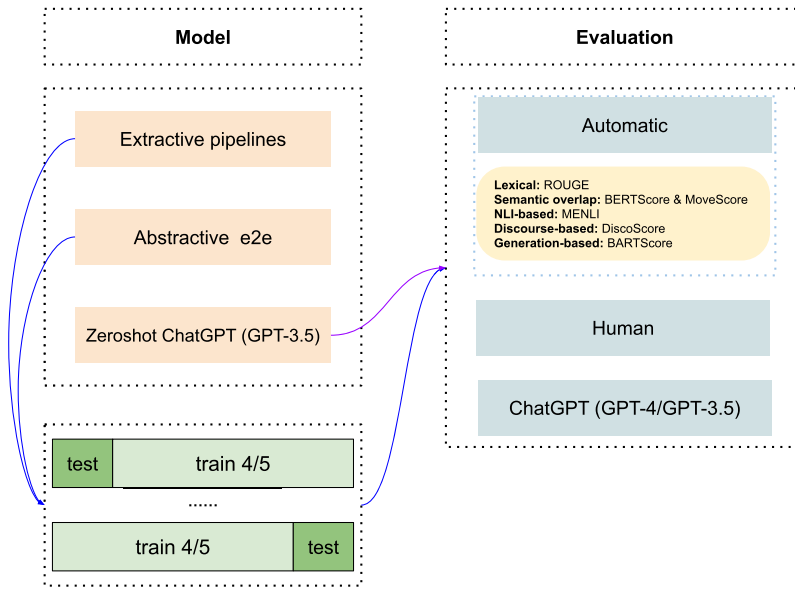 Model
Extractive pipelines
Abstractive e2e
Zeroshot ChatGPT (GPT-3.5)
test
train 4/5
......
train 4/5
test
Evaluation
Automatic
Lexical: ROUGE
Semantic overlap: BERTScore & MoveScore
NLI-based: MENLI
Discourse-based: DiscoScore
Generation-based: BARTScore
Human
ChatGPT (GPT-4/GPT-3.5)